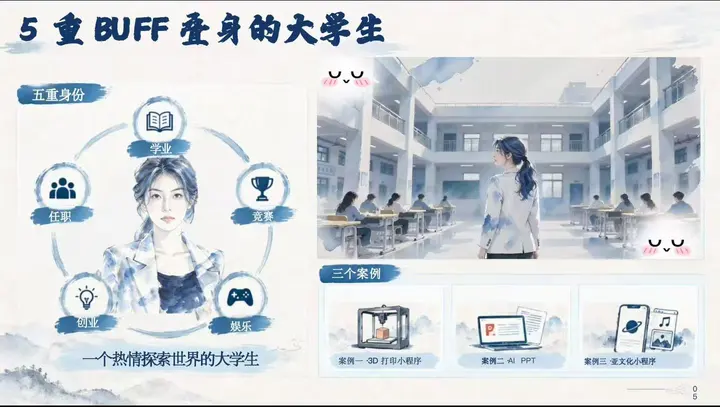 5 重 BUFF 叠身的大学生
五重身份
学业
任职
竞赛
创业
娱乐
一个热情探索世界的大学生
三个案例
案例一 ·3D 打印小程序
案例二 ·AI PPT
案例三 ·亚文化小程序
05